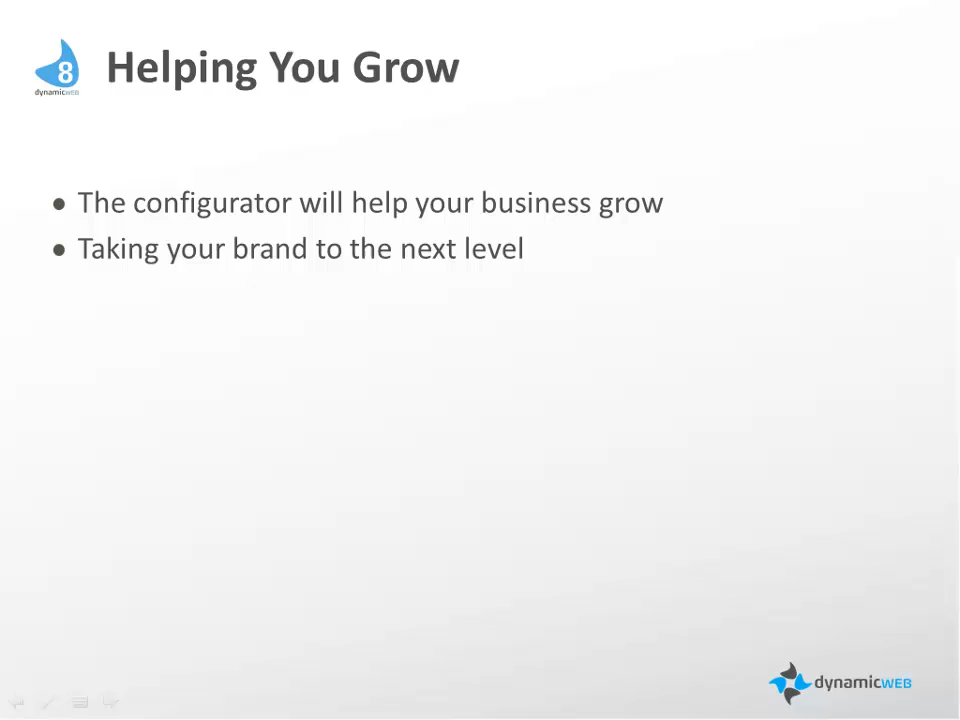 8
dynamicWEB
Helping You Grow
• The configurator will help your business grow
• Taking your brand to the next level
dynamicWEB